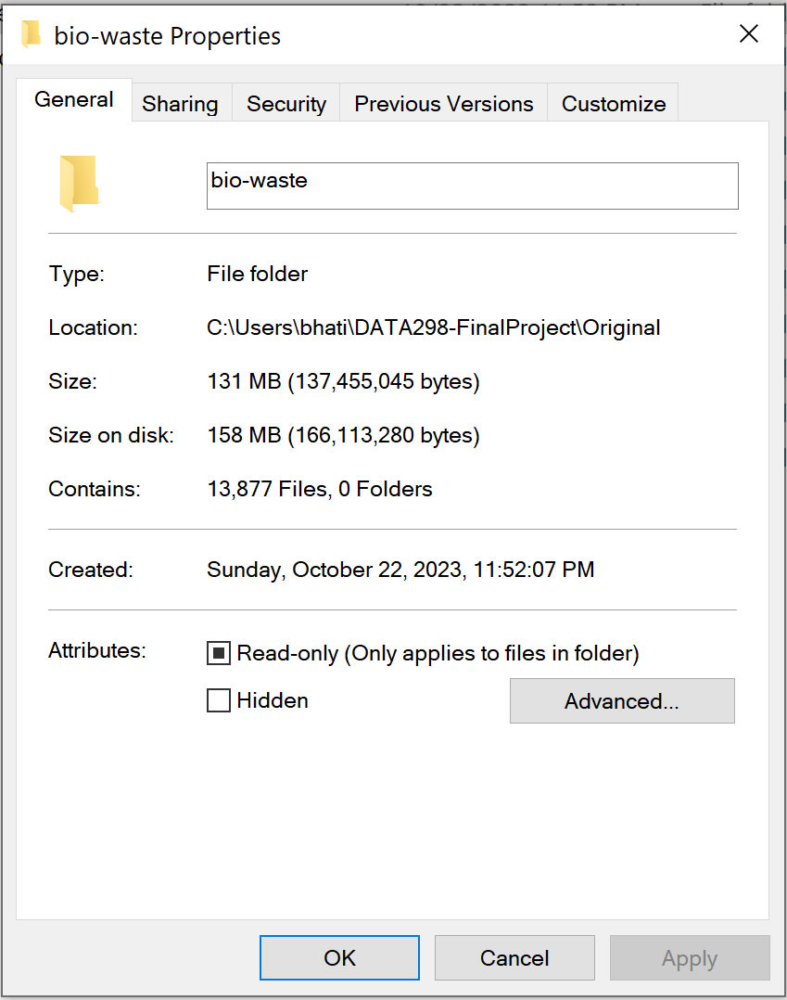 bio-waste Properties
General
Sharing
Security
Previous Versions
Customize
bio-waste
Type: File folder
Location: C:\Users\bhati\DATA298-FinalProject\Original
Size: 131 MB (137,455,045 bytes)
Size on disk: 158 MB (166,113,280 bytes)
Contains: 13,877 Files, 0 Folders
Created: Sunday, October 22, 2023, 11:52:07 PM
Attributes: Read-only (Only applies to files in folder)
Hidden
Advanced...
OK
Cancel
Apply